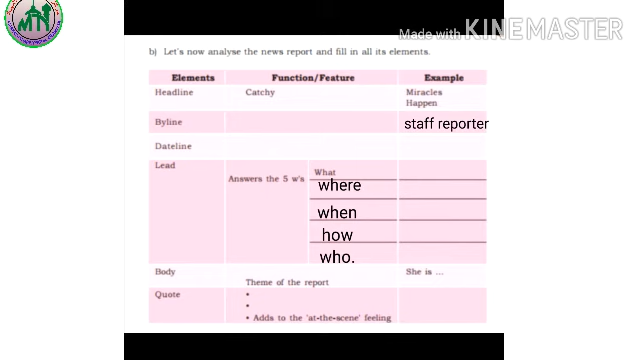 MTN
Made with KINEMASTER
b) Let's now analyse the news report and fill in all its elements.
Elements Function/Feature Example
Headline Catchy Miracles
Happen
Byline staff reporter
Dateline
Lead
Answers the 5 w's What
where
when
how
who.
Body She is ...
Theme of the report
Quote •
•
• Adds to the 'at-the-scene' feeling